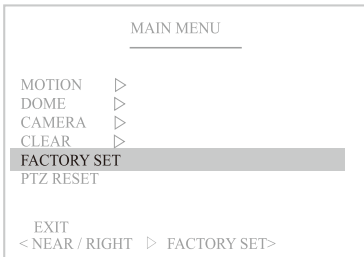 MAIN MENU
MOTION ▷
DOME ▷
CAMERA ▷
CLEAR ▷
FACTORY SET
PTZ RESET
EXIT
< NEAR / RIGHT ▷ FACTORY SET>